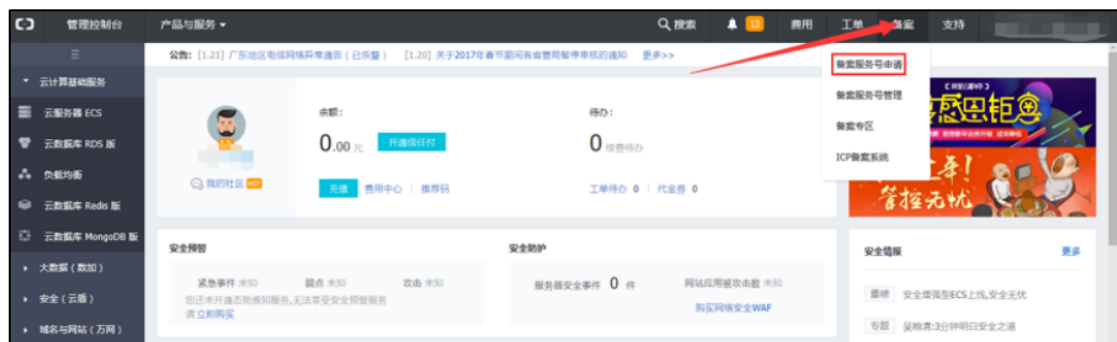 管理控制台 产品与服务 搜索 13 费用 工单 备案 支持
公告: [1.21] 广东地区电信网络异常通告(已恢复) [1.20] 关于2017年春节期间各省管局暂停审核的通知 更多>>
备案服务号申请
备案服务号管理
备案专区
ICP备案系统
云计算基础服务
云服务器 ECS
云数据库 RDS 版
负载均衡
云数据库 Redis 版
云数据库 MongoDB 版
大数据(数加)
安全(云盾)
域名与网站(万网)
余额:
0.00 元 开通信任付
充值 费用中心 | 推荐码
我的社区 HOT
待办:
0 续费待办
工单待办 0 | 代金券 0
感恩钜惠
管控无忧
安全预警
紧急事件 未知 弱点 未知 攻击 未知
您还未开通态势感知服务,无法享受安全预警服务
请 立即购买
安全防护
服务器安全事件 0 件 网站应用被攻击数 未知
购买网络安全WAF
安全情报 更多
重磅 安全增强型ECS上线,安全无忧
专题 吴翰清:3分钟明白安全之道